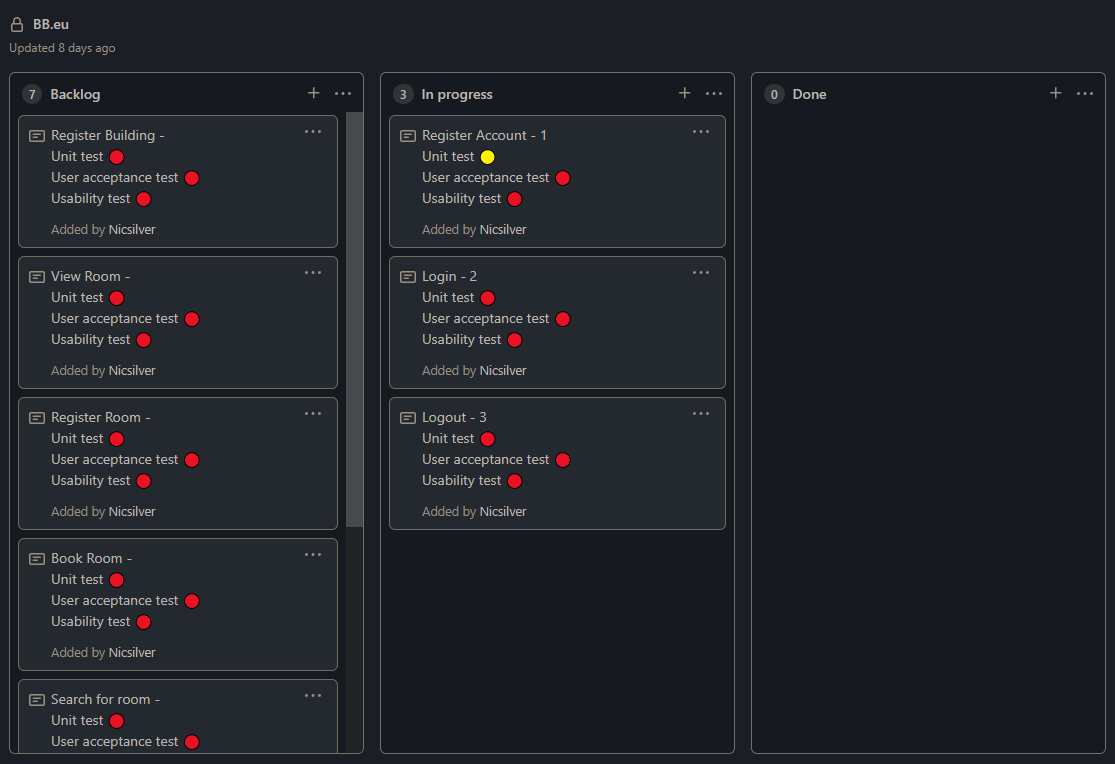 BB.eu
Updated 8 days ago
7 Backlog
Register Building -
Unit test
User acceptance test
Usability test
Added by Nicsilver
View Room -
Unit test
User acceptance test
Usability test
Added by Nicsilver
Register Room -
Unit test
User acceptance test
Usability test
Added by Nicsilver
Book Room -
Unit test
User acceptance test
Usability test
Added by Nicsilver
Search for room -
Unit test
User acceptance test
3 In progress
Register Account - 1
Unit test
User acceptance test
Usability test
Added by Nicsilver
Login - 2
Unit test
User acceptance test
Usability test
Added by Nicsilver
Logout - 3
Unit test
User acceptance test
Usability test
Added by Nicsilver
0 Done